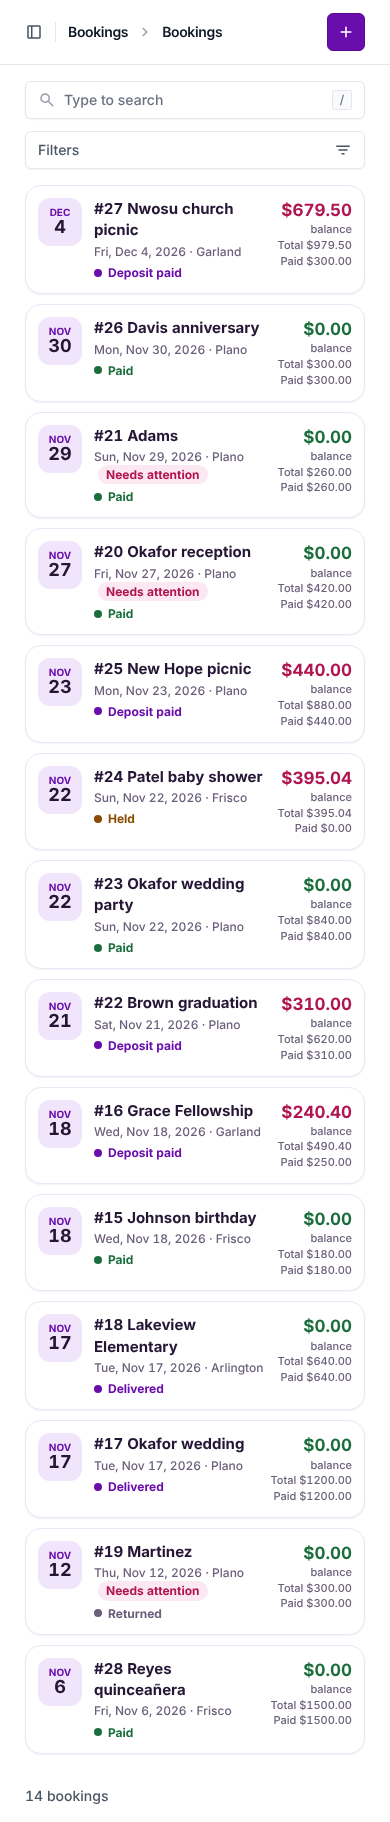 Bookings > Bookings
+
Type to search /
Filters
DEC
4
#27 Nwosu church
picnic
Fri, Dec 4, 2026 · Garland
Deposit paid
$679.50
balance
Total $979.50
Paid $300.00
NOV
30
#26 Davis anniversary
Mon, Nov 30, 2026 · Plano
Paid
$0.00
balance
Total $300.00
Paid $300.00
NOV
29
#21 Adams
Sun, Nov 29, 2026 · Plano
Needs attention
Paid
$0.00
balance
Total $260.00
Paid $260.00
NOV
27
#20 Okafor reception
Fri, Nov 27, 2026 · Plano
Needs attention
Paid
$0.00
balance
Total $420.00
Paid $420.00
NOV
23
#25 New Hope picnic
Mon, Nov 23, 2026 · Plano
Deposit paid
$440.00
balance
Total $880.00
Paid $440.00
NOV
22
#24 Patel baby shower
Sun, Nov 22, 2026 · Frisco
Held
$395.04
balance
Total $395.04
Paid $0.00
NOV
22
#23 Okafor wedding
party
Sun, Nov 22, 2026 · Plano
Paid
$0.00
balance
Total $840.00
Paid $840.00
NOV
21
#22 Brown graduation
Sat, Nov 21, 2026 · Plano
Deposit paid
$310.00
balance
Total $620.00
Paid $310.00
NOV
18
#16 Grace Fellowship
Wed, Nov 18, 2026 · Garland
Deposit paid
$240.40
balance
Total $490.40
Paid $250.00
NOV
18
#15 Johnson birthday
Wed, Nov 18, 2026 · Frisco
Paid
$0.00
balance
Total $180.00
Paid $180.00
NOV
17
#18 Lakeview
Elementary
Tue, Nov 17, 2026 · Arlington
Delivered
$0.00
balance
Total $640.00
Paid $640.00
NOV
17
#17 Okafor wedding
Tue, Nov 17, 2026 · Plano
Delivered
$0.00
balance
Total $1200.00
Paid $1200.00
NOV
12
#19 Martinez
Thu, Nov 12, 2026 · Plano
Needs attention
Returned
$0.00
balance
Total $300.00
Paid $300.00
NOV
6
#28 Reyes
quinceañera
Fri, Nov 6, 2026 · Frisco
Paid
$0.00
balance
Total $1500.00
Paid $1500.00
14 bookings